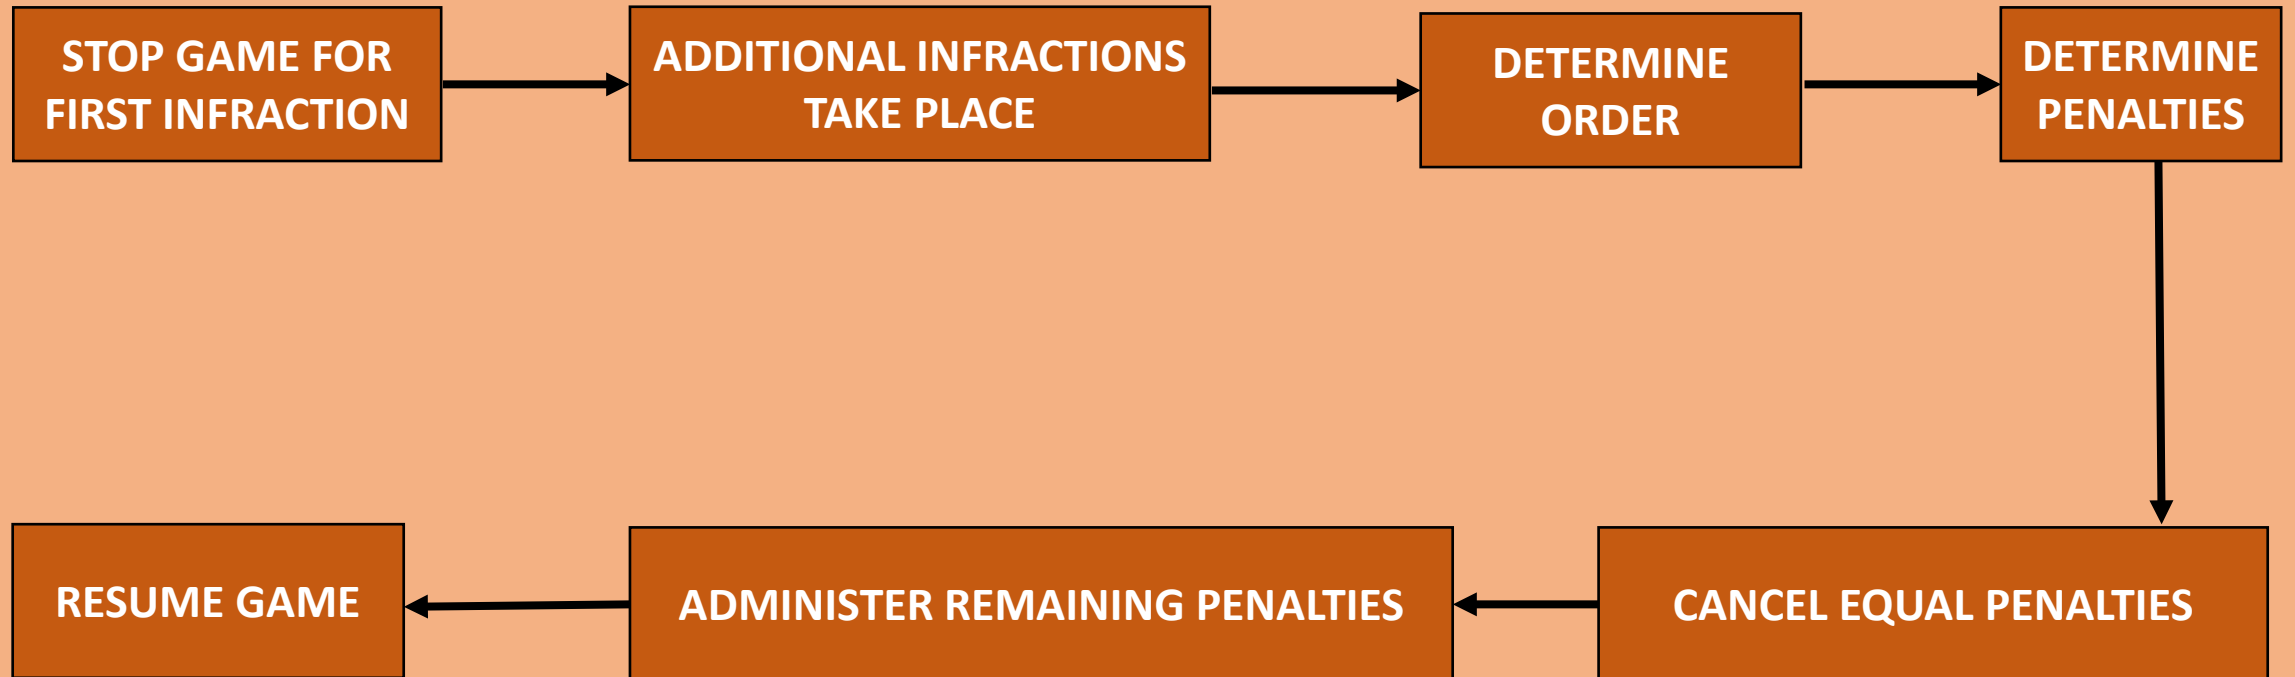 STOP GAME FOR
FIRST INFRACTION
ADDITIONAL INFRACTIONS
TAKE PLACE
DETERMINE
ORDER
DETERMINE
PENALTIES
CANCEL EQUAL PENALTIES
ADMINISTER REMAINING PENALTIES
RESUME GAME